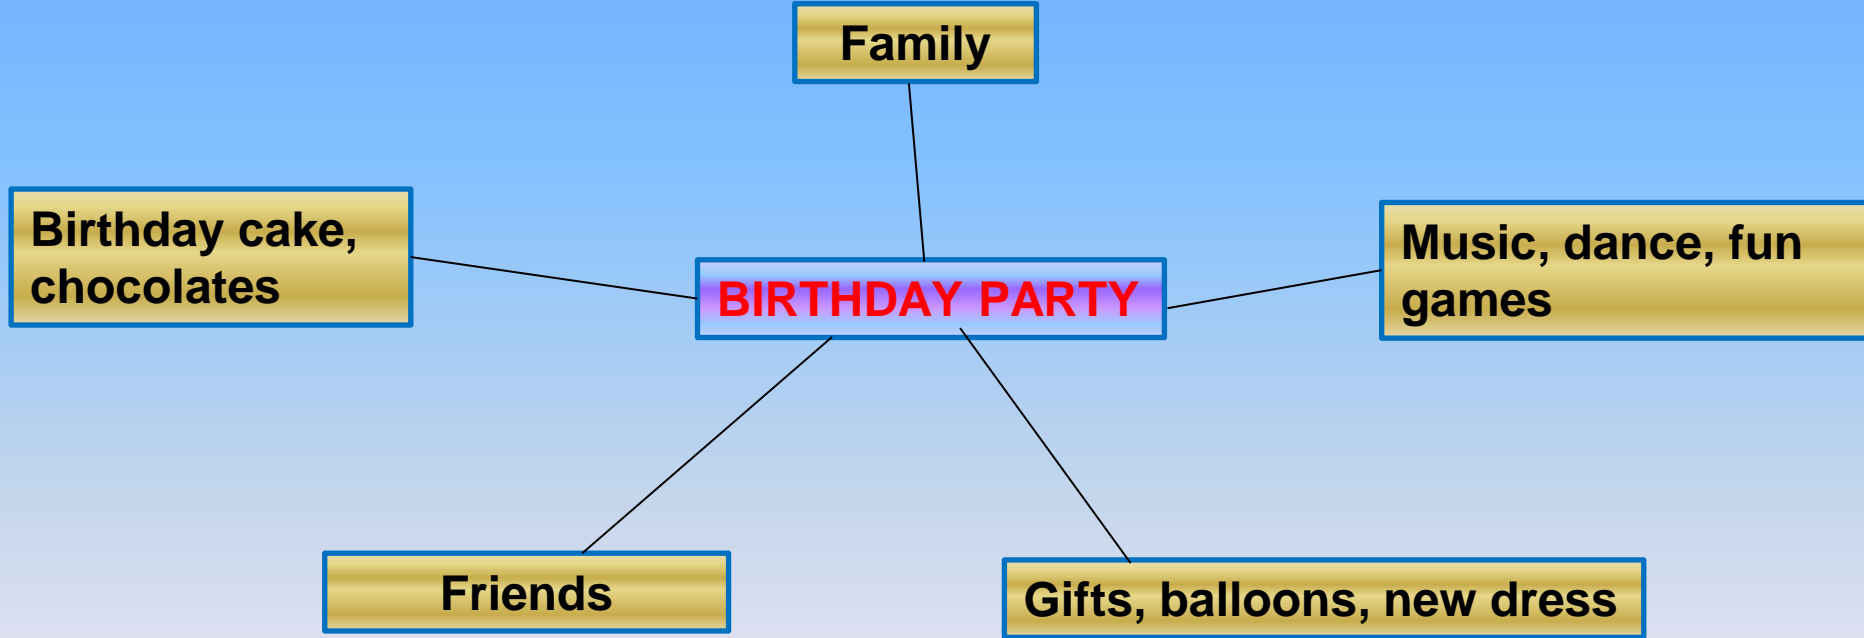 Family
Birthday cake,
chocolates
BIRTHDAY PARTY
Music, dance, fun
games
Friends
Gifts, balloons, new dress